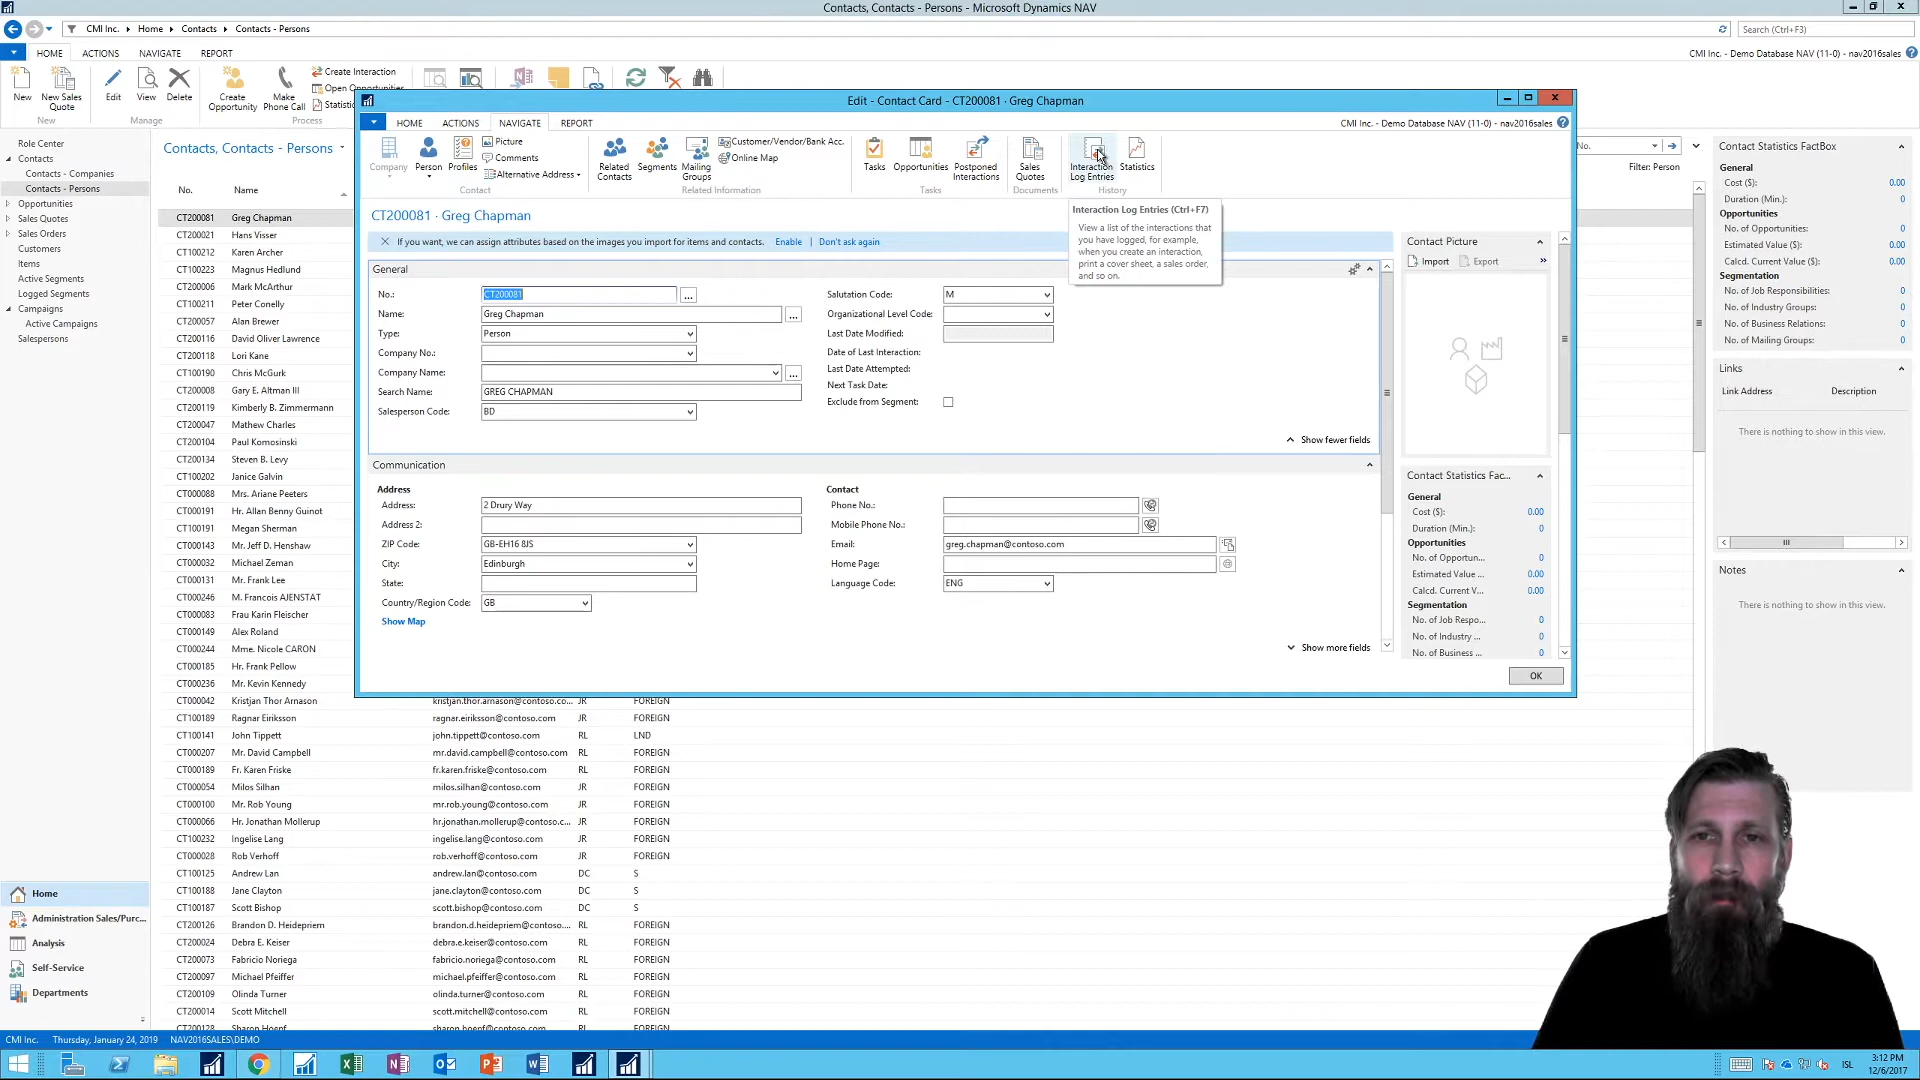 Contacts, Contacts - Persons - Microsoft Dynamics NAV
CMI Inc. Home Contacts Contacts - Persons
Search (Ctrl+F3)
HOME ACTIONS NAVIGATE REPORT
CMI Inc. - Demo Database NAV (11-0) - nav2016sales
New
New Sales Quote
New
Edit
View
Delete
Manage
Create Opportunity
Make Phone Call
Create Interaction
Process
Role Center
Contacts
Contacts - Companies
Contacts - Persons
Opportunities
Sales Quotes
Sales Orders
Customers
Items
Active Segments
Logged Segments
Campaigns
Active Campaigns
Salespersons
Home
Administration Sales/Purc...
Analysis
Self-Service
Departments
Contacts, Contacts - Persons
No. Name
CT200081 Greg Chapman
CT200021 Hans Visser
CT100212 Karen Archer
CT100223 Magnus Hedlund
CT200006 Mark McArthur
CT100211 Peter Conelly
CT200057 Alan Brewer
CT200116 David Oliver Lawrence
CT200118 Lori Kane
CT100190 Chris McGurk
CT200008 Gary E. Altman III
CT200119 Kimberly B. Zimmermann
CT200047 Mathew Charles
CT200104 Paul Komosinski
CT200134 Steven B. Levy
CT100202 Janice Galvin
CT000088 Mrs. Ariane Peeters
CT000191 Hr. Allan Benny Guinot
CT100191 Megan Sherman
CT000143 Mr. Jeff D. Henshaw
CT000032 Michael Zeman
CT000131 Mr. Frank Lee
CT000246 M. Francois AJENSTAT
CT000083 Frau Karin Fleischer
CT000149 Alex Roland
CT000244 Mme. Nicole CARON
CT000185 Hr. Frank Pellow
CT000236 Mr. Kevin Kennedy
CT000042 Kristjan Thor Arnason kristjan.thor.arnason@contoso.c... JR FOREIGN
CT100189 Ragnar Eiriksson ragnar.eiriksson@contoso.com JR FOREIGN
CT100141 John Tippett john.tippett@contoso.com RL LND
CT000207 Mr. David Campbell mr.david.campbell@contoso.com RL FOREIGN
CT000189 Fr. Karen Friske fr.karen.friske@contoso.com RL FOREIGN
CT000054 Milos Silhan milos.silhan@contoso.com RL FOREIGN
CT000100 Mr. Rob Young mr.rob.young@contoso.com RL FOREIGN
CT000066 Hr. Jonathan Mollerup hr.jonathan.mollerup@contoso.c... RL FOREIGN
CT100232 Ingelise Lang ingelise.lang@contoso.com RL FOREIGN
CT000028 Rob Verhoff rob.verhoff@contoso.com RL FOREIGN
CT100125 Andrew Lan andrew.lan@contoso.com DC S
CT100188 Jane Clayton jane.clayton@contoso.com DC S
CT100187 Scott Bishop scott.bishop@contoso.com DC S
CT200126 Brandon D. Heidepriem brandon.d.heidepriem@contoso.... RL FOREIGN
CT200024 Debra E. Keiser debra.e.keiser@contoso.com RL FOREIGN
CT200073 Fabricio Noriega fabricio.noriega@contoso.com RL FOREIGN
CT200097 Michael Pfeiffer michael.pfeiffer@contoso.com RL FOREIGN
CT200109 Olinda Turner olinda.turner@contoso.com RL FOREIGN
CT200014 Scott Mitchell scott.mitchell@contoso.com RL FOREIGN
CT200128 Sharon Hoepf sharon.hoepf@contoso.com RL FOREIGN
Edit - Contact Card - CT200081 · Greg Chapman
HOME ACTIONS NAVIGATE REPORT
CMI Inc. - Demo Database NAV (11-0) - nav2016sales
Company
Person
Profiles
Picture
Comments
Alternative Address
Contact
Related Contacts
Segments
Mailing Groups
Customer/Vendor/Bank Acc.
Online Map
Related Information
Tasks
Opportunities
Postponed Interactions
Tasks
Sales Quotes
Documents
Interaction Log Entries
Statistics
History
CT200081 · Greg Chapman
If you want, we can assign attributes based on the images you import for items and contacts. Enable Don't ask again
Interaction Log Entries (Ctrl+F7)
View a list of the interactions that
you have logged, for example,
when you create an interaction,
print a cover sheet, a sales order,
and so on.
General
No.: CT200081
Name: Greg Chapman
Type: Person
Company No.:
Company Name:
Search Name: GREG CHAPMAN
Salesperson Code: BD
Salutation Code: M
Organizational Level Code:
Last Date Modified:
Date of Last Interaction:
Last Date Attempted:
Next Task Date:
Exclude from Segment:
Show fewer fields
Communication
Address
Address: 2 Drury Way
Address 2:
ZIP Code: GB-EH16 8JS
City: Edinburgh
State:
Country/Region Code: GB
Show Map
Contact
Phone No.:
Mobile Phone No.:
Email: greg.chapman@contoso.com
Home Page:
Language Code: ENG
Show more fields
Contact Picture
Import Export
Contact Statistics Fac...
General
Cost ($): 0.00
Duration (Min.): 0
Opportunities
No. of Opportun... 0
Estimated Value ... 0.00
Calcd. Current V... 0.00
Segmentation
No. of Job Respo... 0
No. of Industry ... 0
No. of Business ... 0
OK
No.
Filter: Person
Contact Statistics FactBox
General
Cost ($): 0.00
Duration (Min.): 0
Opportunities
No. of Opportunities: 0
Estimated Value ($): 0.00
Calcd. Current Value ($): 0.00
Segmentation
No. of Job Responsibilities: 0
No. of Industry Groups: 0
No. of Business Relations: 0
No. of Mailing Groups: 0
Links
Link Address Description
There is nothing to show in this view.
Notes
There is nothing to show in this view.
CMI Inc. Thursday, January 24, 2019 NAV2016SALES\DEMO
ISL
3:12 PM
12/6/2017